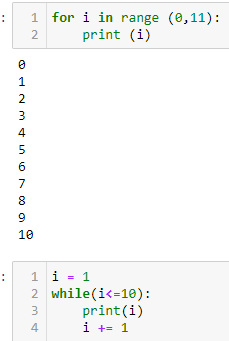 : 1 for i in range (0,11):
2     print (i)
0
1
2
3
4
5
6
7
8
9
10
: 1 i = 1
2 while(i<=10):
3     print(i)
4     i += 1